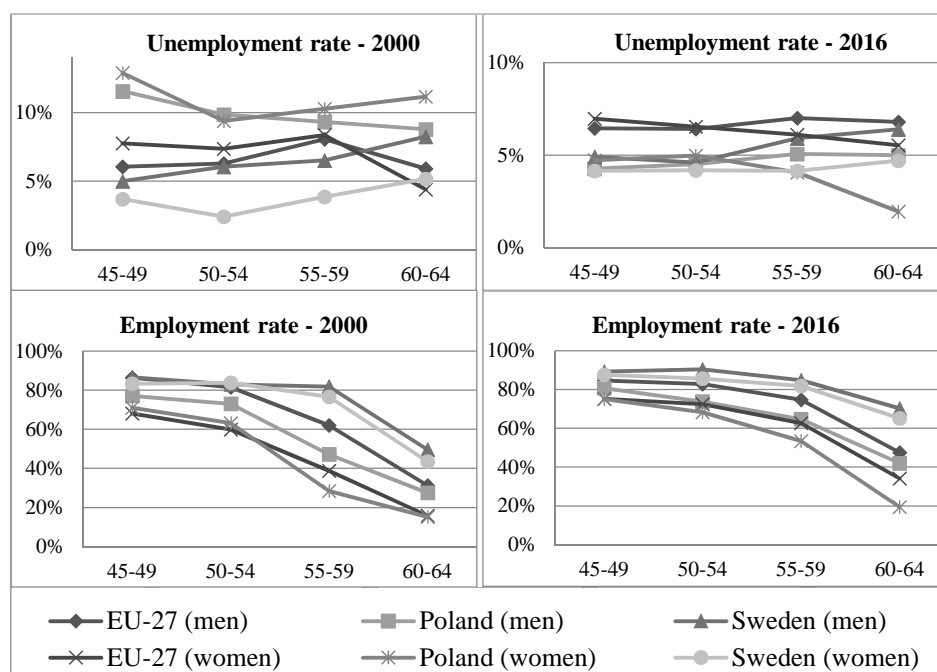 Unemployment rate - 2000
10%
5%
0%
45-49 50-54 55-59 60-64
Unemployment rate - 2016
10%
5%
0%
45-49 50-54 55-59 60-64
Employment rate - 2000
100%
80%
60%
40%
20%
0%
45-49 50-54 55-59 60-64
Employment rate - 2016
100%
80%
60%
40%
20%
0%
45-49 50-54 55-59 60-64
EU-27 (men) Poland (men) Sweden (men)
EU-27 (women) Poland (women) Sweden (women)